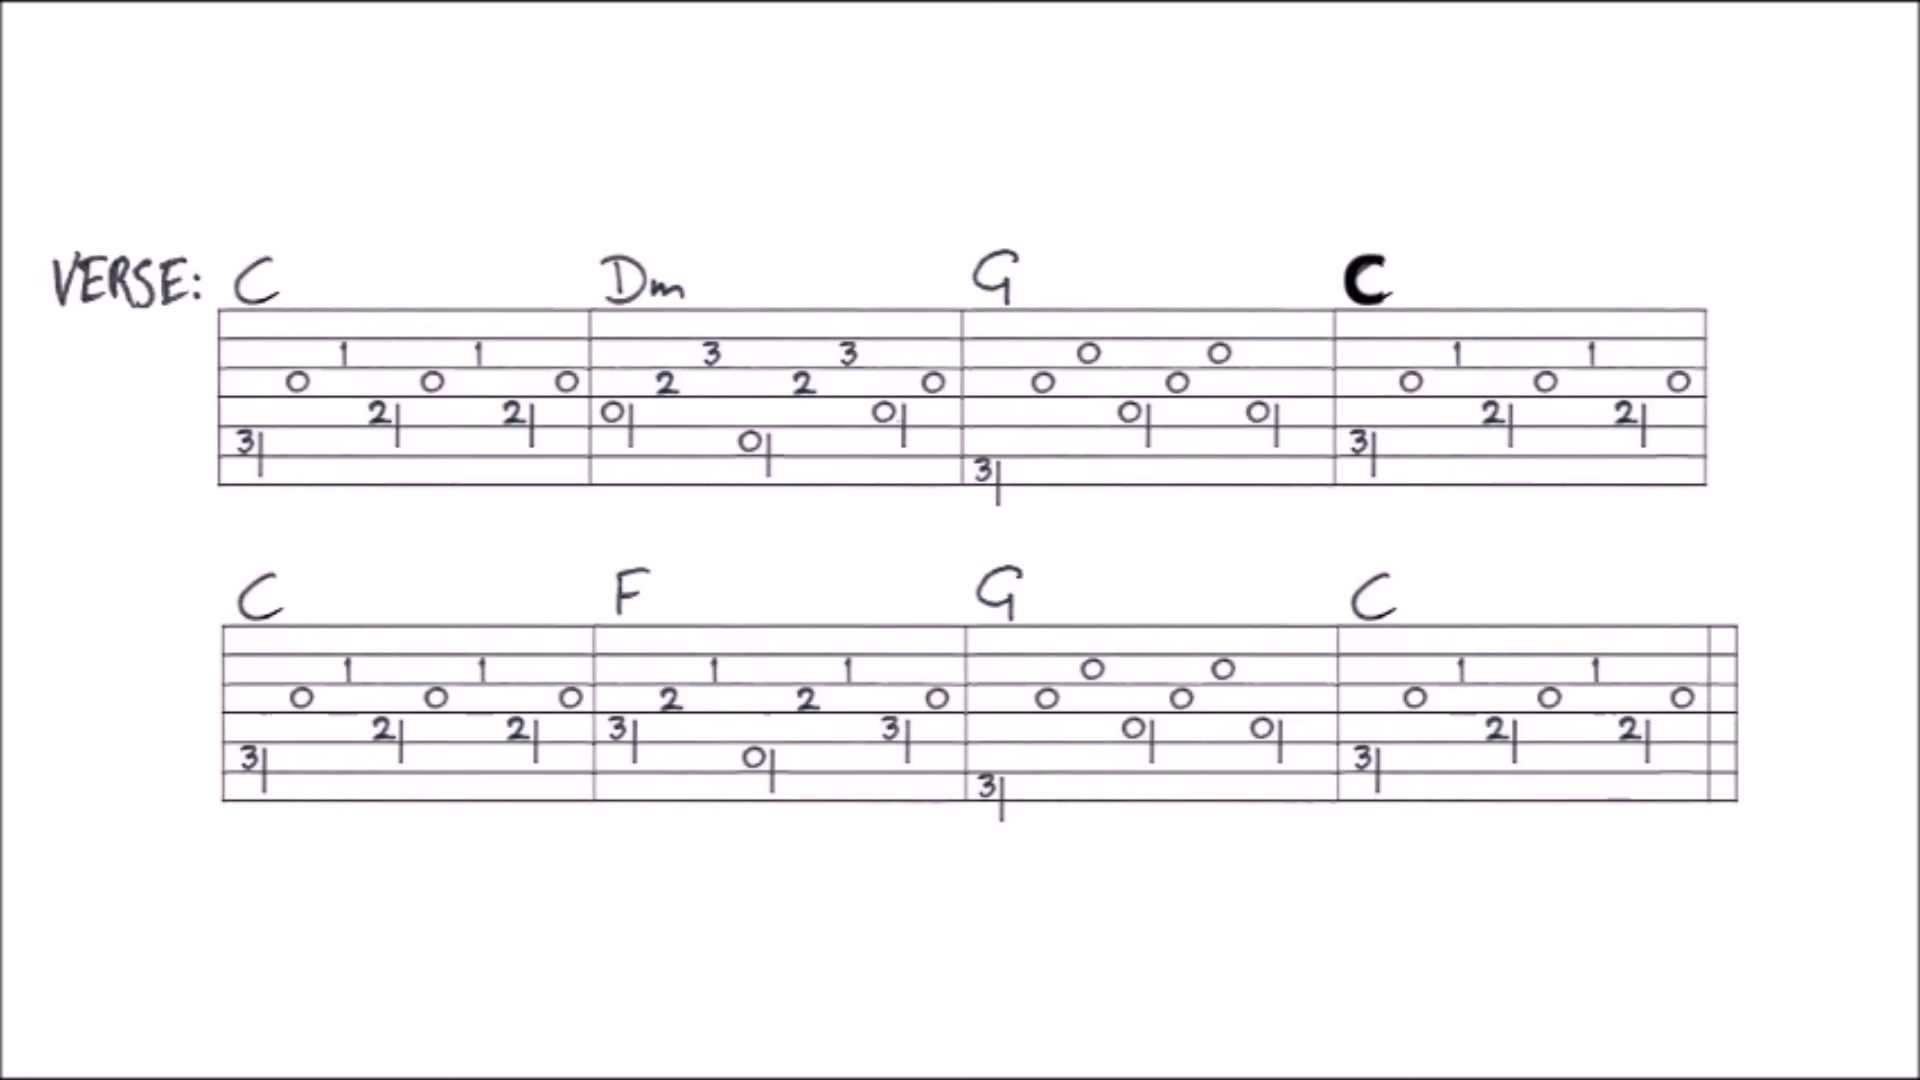 VERSE: C Dm G C
1 1 3 3 0 0 1 1
0 0 0 2 2 0 0 0 0 0 0
2 2 0 0 0 0 2 2
3 0 3
3
C F G C
1 1 1 1 0 0 1 1
0 0 0 2 2 0 0 0 0 0 0
2 2 3 3 0 0 2 2
3 0 3
3